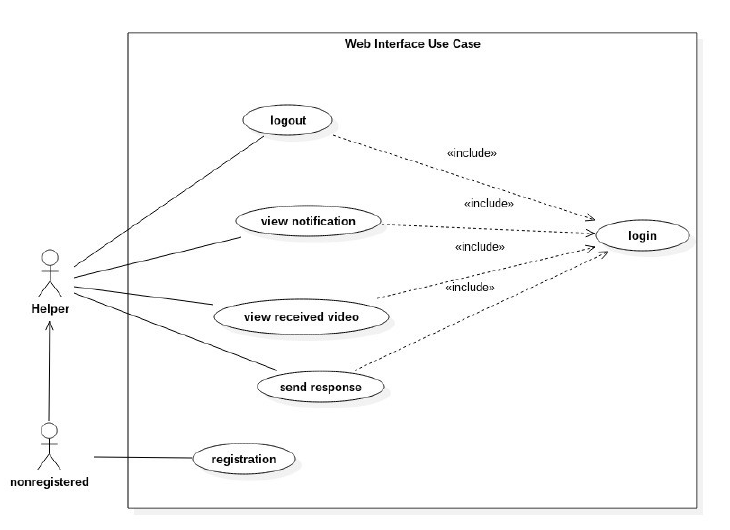 Web Interface Use Case
logout
«include»
view notification
«include»
login
«include»
Helper
view received video
«include»
send response
nonregistered
registration